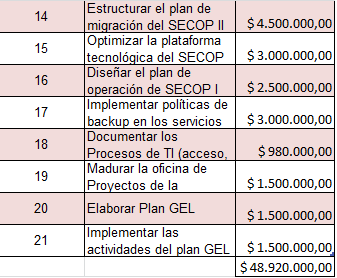 14 Estructurar el plan de
migración del SECOP II $ 4.500.000,00
15 Optimizar la plataforma
tecnológica del SECOP $ 3.000.000,00
16 Diseñar el plan de
operación de SECOP I $ 2.500.000,00
17 Implementar políticas de
backup en los servicios $ 3.000.000,00
18 Documentar los
Procesos de TI (acceso, $ 980.000,00
19 Madurar la oficina de
Proyectos de la $ 1.500.000,00
20 Elaborar Plan GEL $ 1.500.000,00
21 Implementar las
actividades del plan GEL $ 1.500.000,00
$ 48.920.000,00